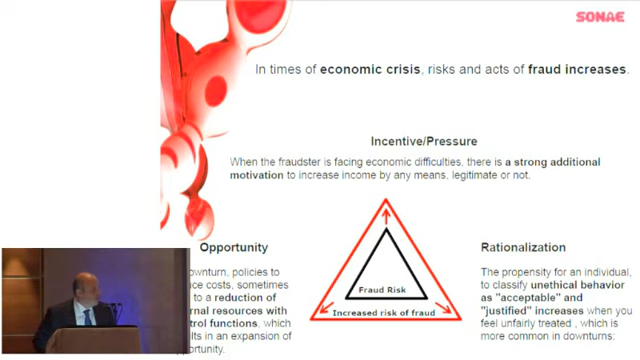 SONAE
In times of economic crisis, risks and acts of fraud increases.
Incentive/Pressure
When the fraudster is facing economic difficulties, there is a strong additional
motivation to increase income by any means, legitimate or not.
Opportunity
downturn, policies to
costs, sometimes
to a reduction of
resources with
functions, which
in an expansion of
Fraud Risk
Increased risk of fraud
Rationalization
The propensity for an individual,
to classify unethical behavior
as "acceptable" and
"justified" increases when you
feel unfairly treated , which is
more common in downturns: